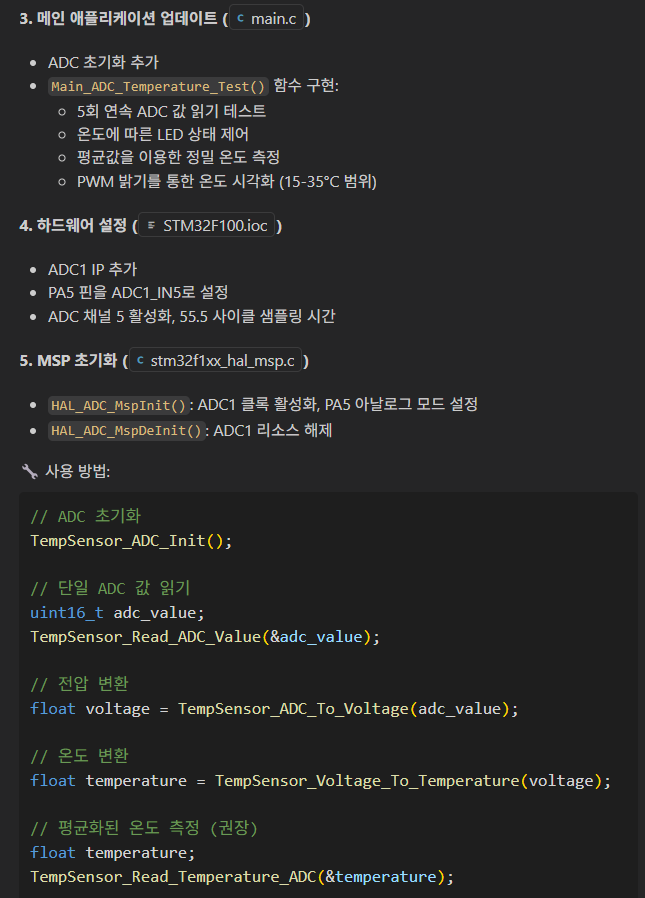 3. 메인 애플리케이션 업데이트 ( C main.c )
ADC 초기화 추가
Main_ADC_Temperature_Test() 함수 구현:
5회 연속 ADC 값 읽기 테스트
온도에 따른 LED 상태 제어
평균값을 이용한 정밀 온도 측정
PWM 밝기를 통한 온도 시각화 (15-35°C 범위)
4. 하드웨어 설정 ( STM32F100.ioc )
ADC1 IP 추가
PA5 핀을 ADC1_IN5로 설정
ADC 채널 5 활성화, 55.5 사이클 샘플링 시간
5. MSP 초기화 ( C stm32f1xx_hal_msp.c )
HAL_ADC_MspInit(): ADC1 클록 활성화, PA5 아날로그 모드 설정
HAL_ADC_MspDeInit(): ADC1 리소스 해제
🔧 사용 방법:
// ADC 초기화
TempSensor_ADC_Init();
// 단일 ADC 값 읽기
uint16_t adc_value;
TempSensor_Read_ADC_Value(&adc_value);
// 전압 변환
float voltage = TempSensor_ADC_To_Voltage(adc_value);
// 온도 변환
float temperature = TempSensor_Voltage_To_Temperature(voltage);
// 평균화된 온도 측정 (권장)
float temperature;
TempSensor_Read_Temperature_ADC(&temperature);